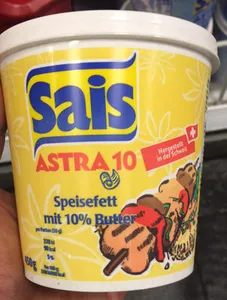 Sais
ASTRA 10
Hergestellt
in der Schweiz
Speisefett
mit 10% Butter
450g